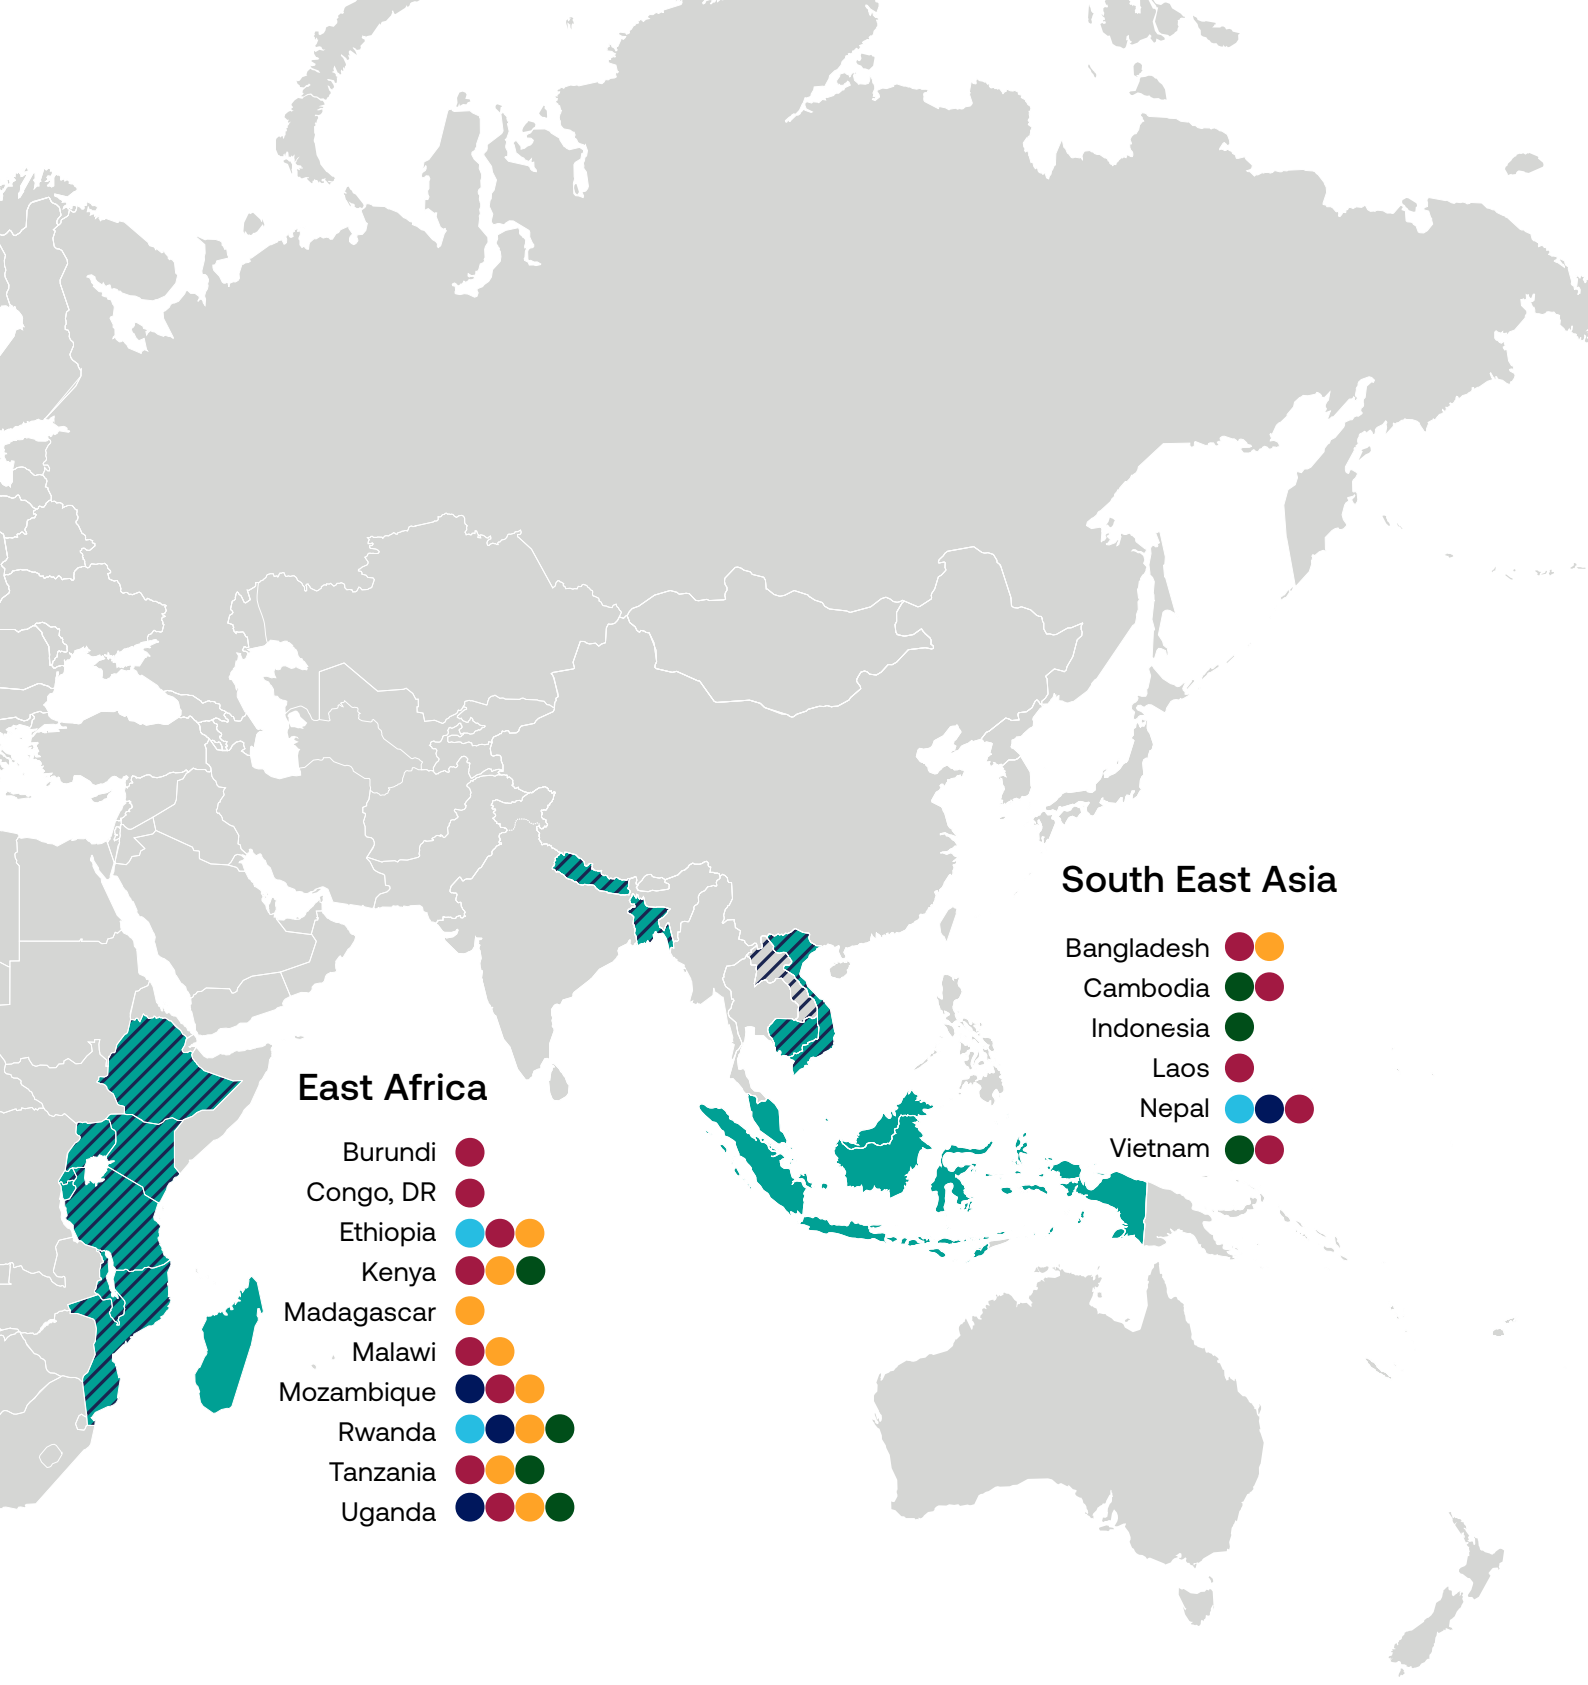 South East Asia
Bangladesh
Cambodia
Indonesia
Laos
Nepal
Vietnam
East Africa
Burundi
Congo, DR
Ethiopia
Kenya
Madagascar
Malawi
Mozambique
Rwanda
Tanzania
Uganda